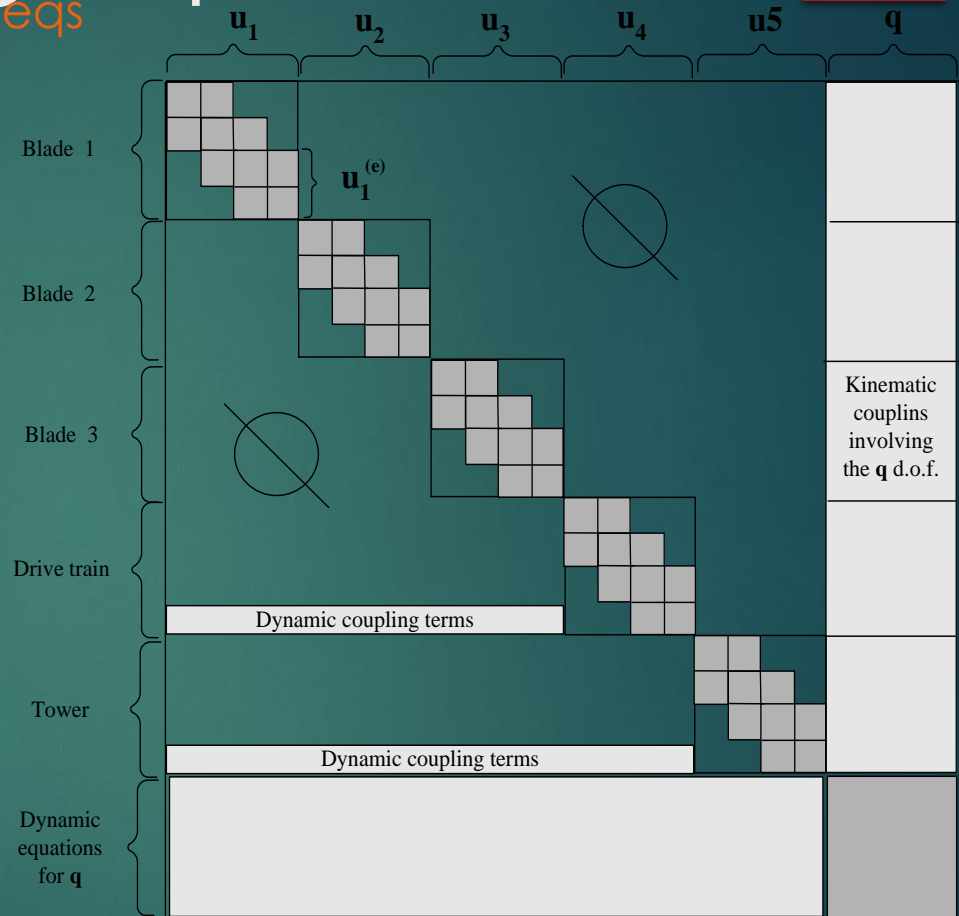 eqs
u1 u2 u3 u4 u5 q
Blade 1
u1(e)
Blade 2
Blade 3
Kinematic
couplins
involving
the q d.o.f.
Drive train
Dynamic coupling terms
Tower
Dynamic coupling terms
Dynamic
equations
for q